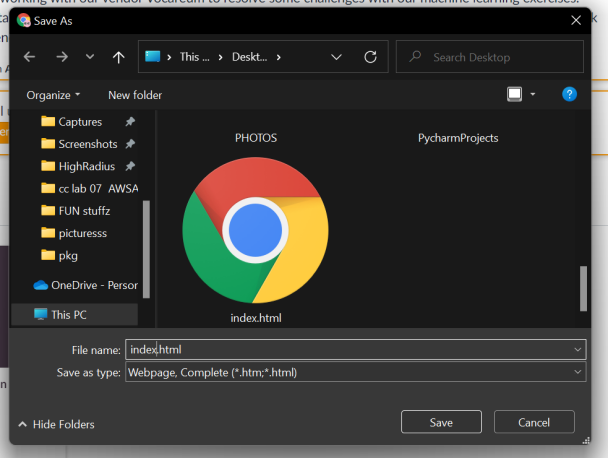 working with our vendor Vocareum to resolve some challenges with our machine learning exercises.
Save As
This ... › Deskt... ›
Search Desktop
Organize
New folder
Captures
Screenshots
HighRadius
cc lab 07 AWSA
FUN stuffz
picturesss
pkg
OneDrive - Person
This PC
PHOTOS
PycharmProjects
index.html
File name: index.html
Save as type: Webpage, Complete (*.htm;*.html)
Hide Folders
Save
Cancel